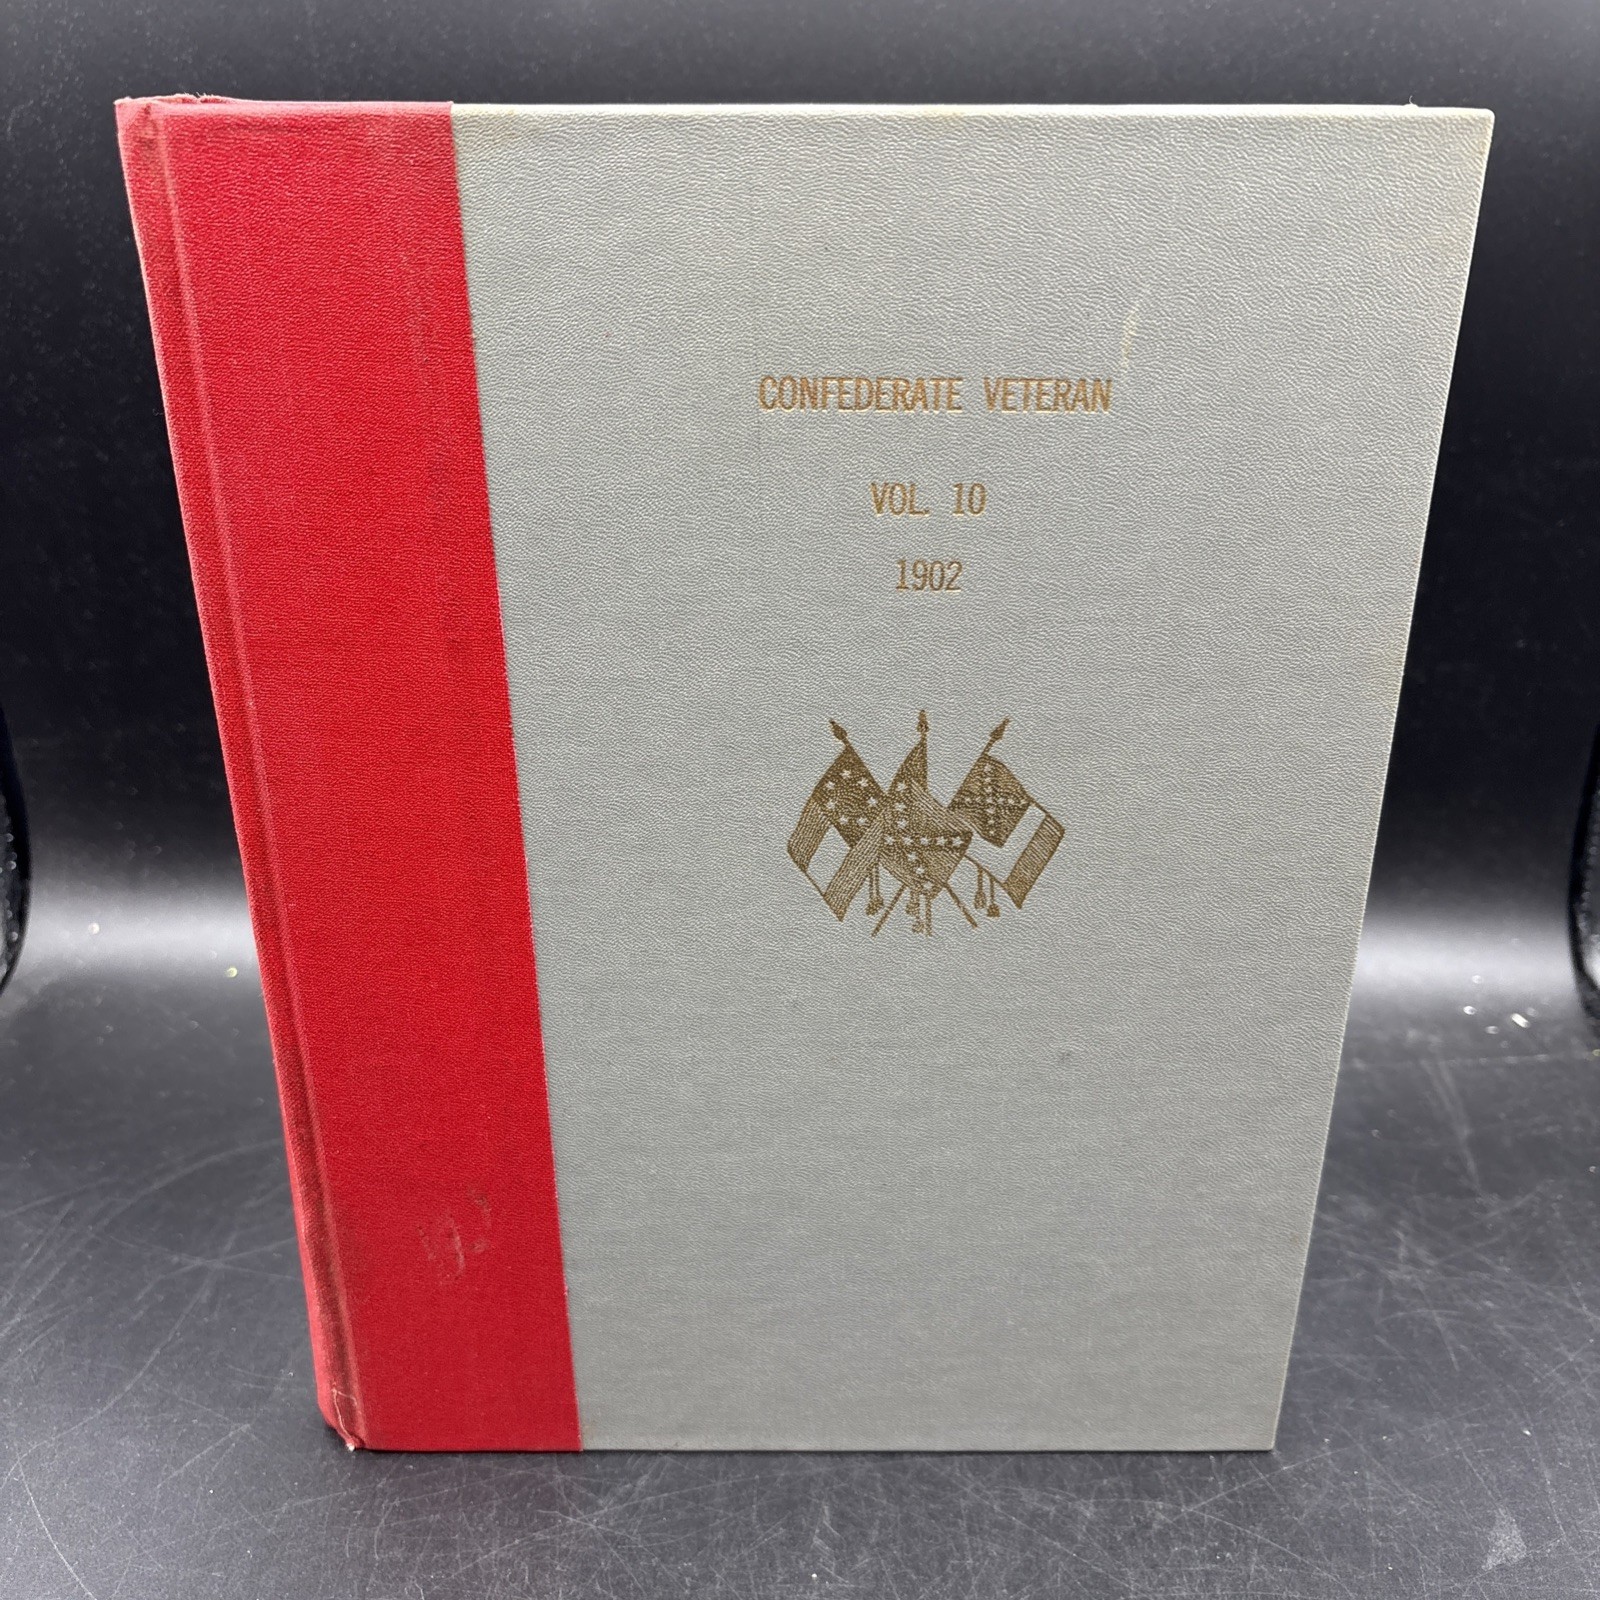 CONFEDERATE VETERAN
VOL. 10
1902